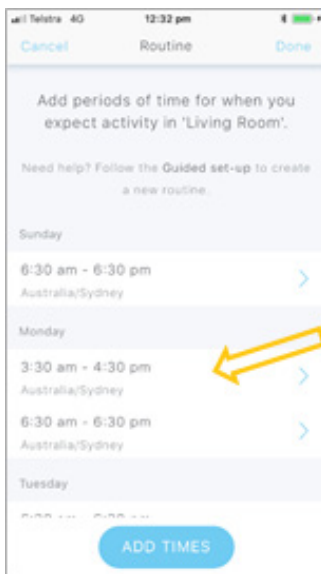 Telstra 4G 12:32 pm
Cancel Routine Done
Add periods of time for when you
expect activity in 'Living Room'.
Need help? Follow the Guided set-up to create
a new routine.
Sunday
6:30 am - 6:30 pm
Australia/Sydney
Monday
3:30 am - 4:30 pm
Australia/Sydney
6:30 am - 6:30 pm
Australia/Sydney
Tuesday
ADD TIMES